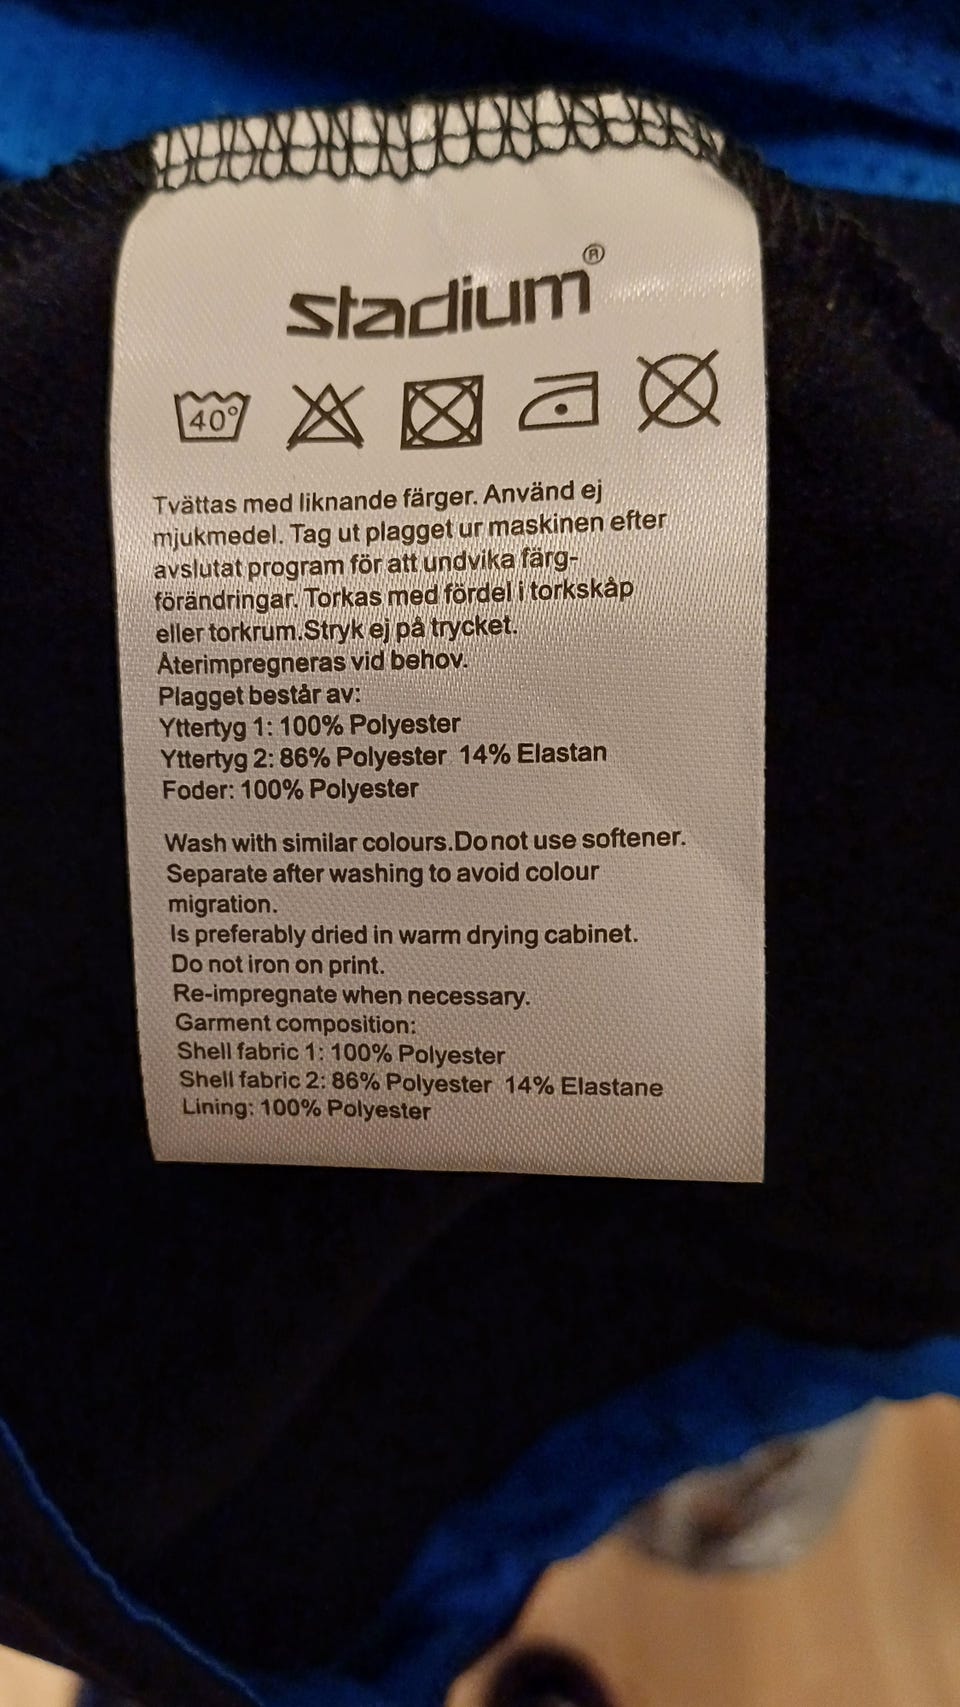 stadium®
40°
Tvättas med liknande färger. Använd ej
mjukmedel. Tag ut plagget ur maskinen efter
avslutat program för att undvika färg-
förändringar. Torkas med fördel i torkskåp
eller torkrum.Stryk ej på trycket.
Återimpregneras vid behov.
Plagget består av:
Yttertyg 1: 100% Polyester
Yttertyg 2: 86% Polyester 14% Elastan
Foder: 100% Polyester
Wash with similar colours.Do not use softener.
Separate after washing to avoid colour
migration.
Is preferably dried in warm drying cabinet.
Do not iron on print.
Re-impregnate when necessary.
Garment composition:
Shell fabric 1: 100% Polyester
Shell fabric 2: 86% Polyester 14% Elastane
Lining: 100% Polyester